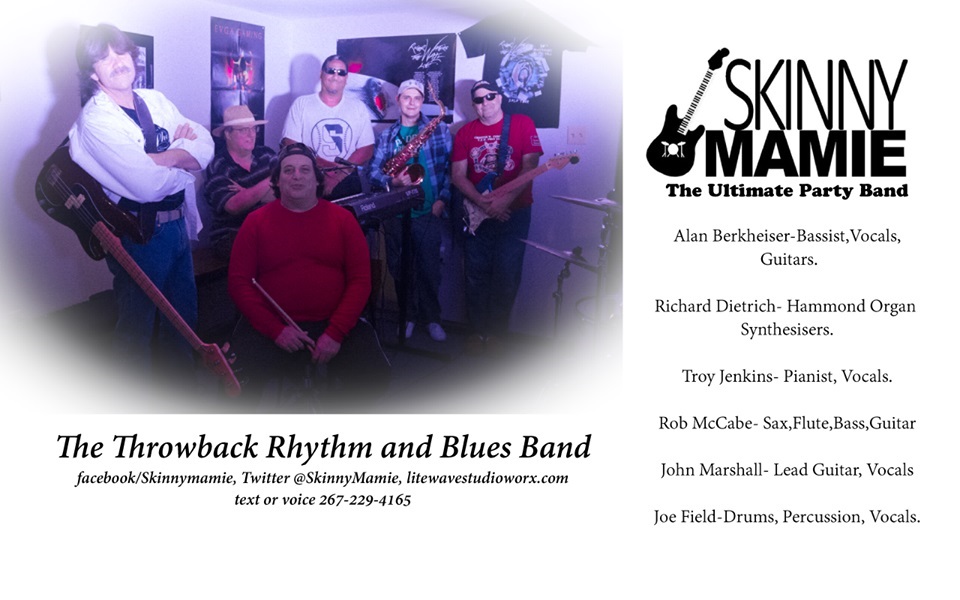 SKINNY
MAMIE
The Ultimate Party Band
Alan Berkheiser-Bassist,Vocals,
Guitars.
Richard Dietrich- Hammond Organ
Synthesisers.
Troy Jenkins- Pianist, Vocals.
Rob McCabe- Sax,Flute,Bass,Guitar
John Marshall- Lead Guitar, Vocals
Joe Field-Drums, Percussion, Vocals.
The Throwback Rhythm and Blues Band
facebook/Skinnymamie, Twitter @SkinnyMamie, litewavestudioworx.com
text or voice 267-229-4165
Roland